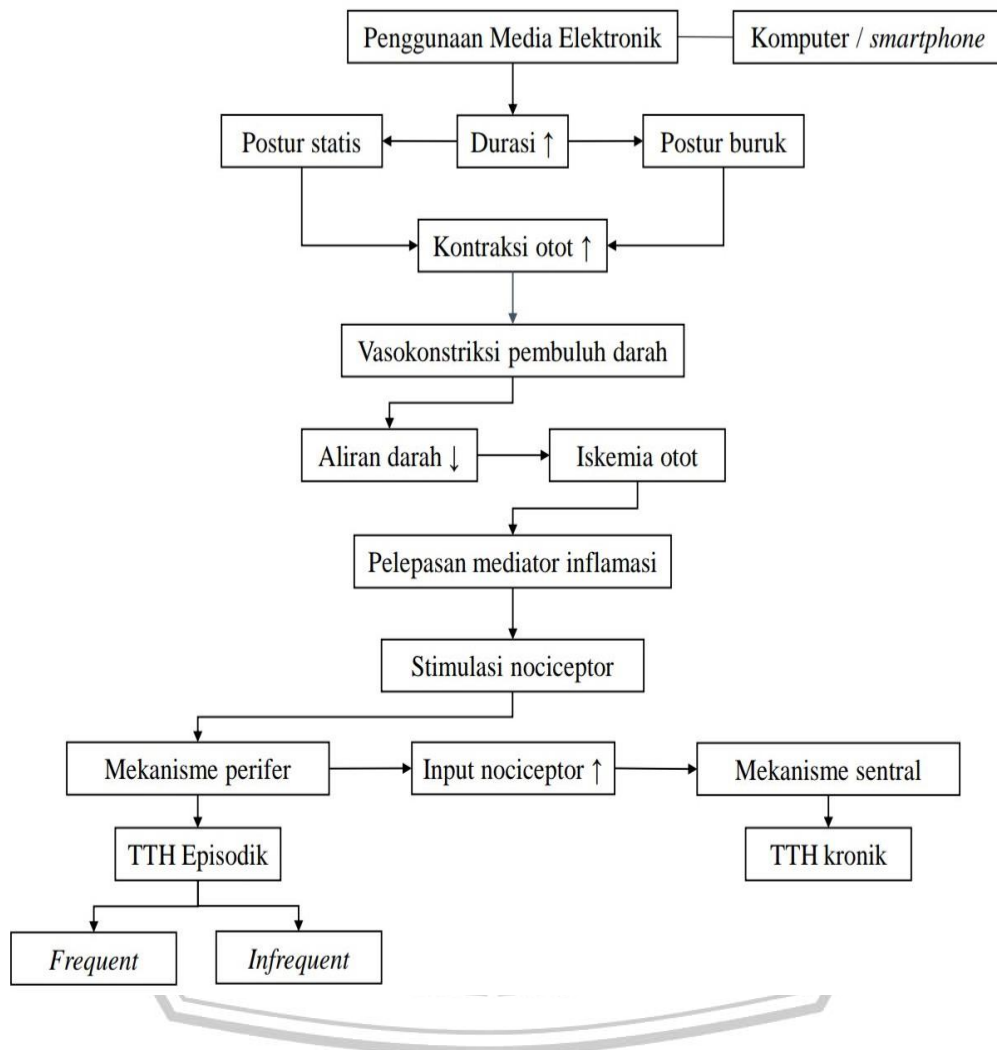 Penggunaan Media Elektronik
Komputer / smartphone
Postur statis
Durasi ↑
Postur buruk
Kontraksi otot ↑
Vasokonstriksi pembuluh darah
Aliran darah ↓
Iskemia otot
Pelepasan mediator inflamasi
Stimulasi nociceptor
Mekanisme perifer
Input nociceptor ↑
Mekanisme sentral
TTH Episodik
TTH kronik
Frequent
Infrequent